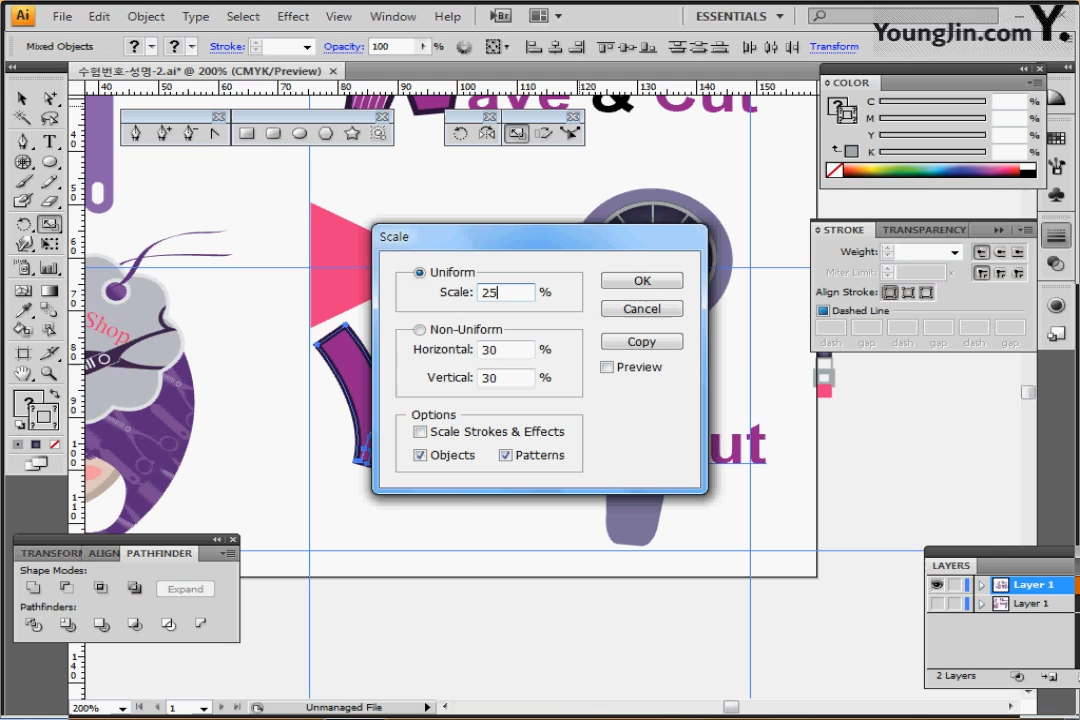 Ai File Edit Object Type Select Effect View Window Help Br ESSENTIALS
YoungJin.com Y.
Mixed Objects ? ? Stroke: Opacity: 100 % Transform
수험번호-성명-2.ai* @ 200% (CMYK/Preview) ×
40 50 60 70 80 90 100 110 120 130 140 150
ave & Cut
COLOR
C %
M %
Y %
K %
STROKE TRANSPARENCY
Weight:
Miter Limit: x
Align Stroke:
Dashed Line
dash gap dash gap dash gap
Shop
Scale
Uniform
Scale: 25 %
Non-Uniform
Horizontal: 30 %
Vertical: 30 %
Options
Scale Strokes & Effects
Objects Patterns
OK
Cancel
Copy
Preview
ut
TRANSFORM ALIGN PATHFINDER
Shape Modes:
Expand
Pathfinders:
LAYERS
Layer 1
Layer 1
2 Layers
200% 1 Unmanaged File